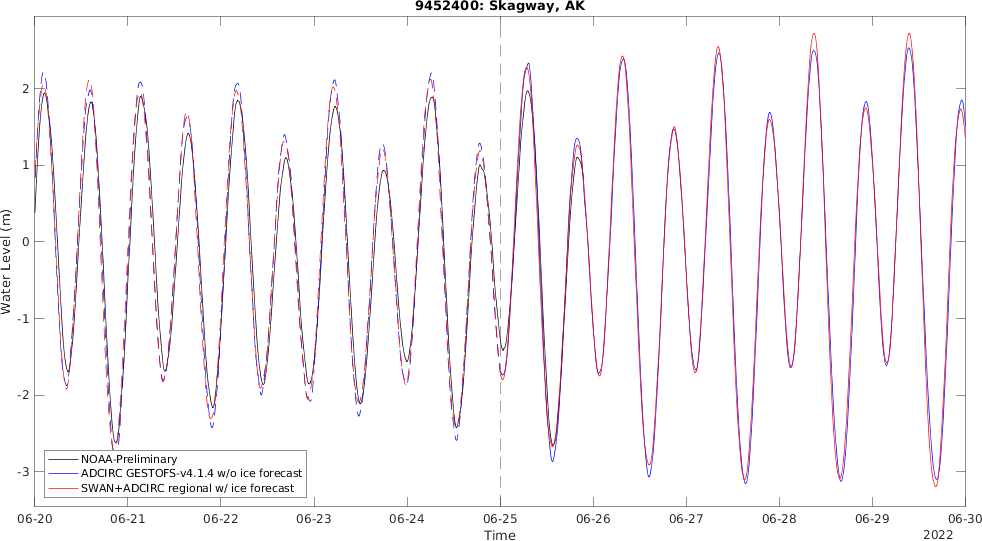 9452400: Skagway, AK
Water Level (m)
2
1
0
-1
-2
-3
NOAA-Preliminary
ADCIRC GESTOFS-v4.1.4 w/o ice forecast
SWAN+ADCIRC regional w/ ice forecast
06-20 06-21 06-22 06-23 06-24 06-25 06-26 06-27 06-28 06-29 06-30
Time
2022